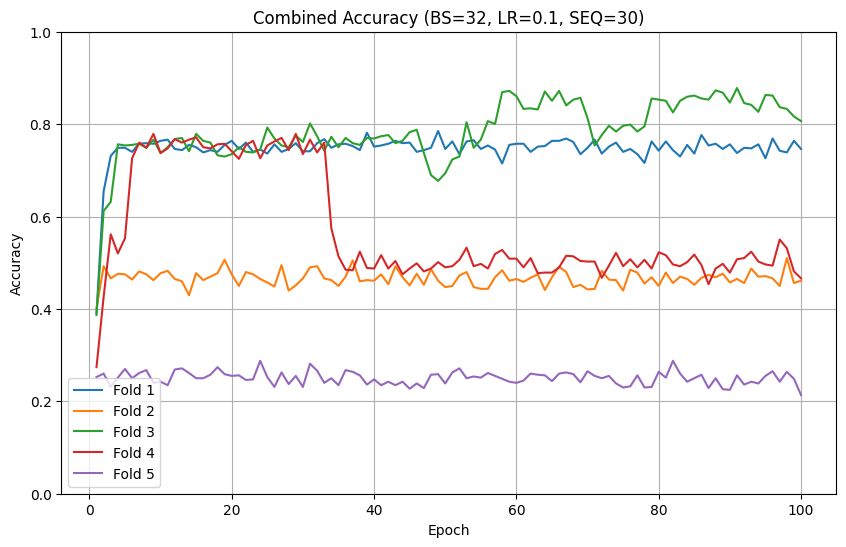 Combined Accuracy (BS=32, LR=0.1, SEQ=30)
1.0
0.8
0.6
0.4
0.2
0.0
Accuracy
Fold 1
Fold 2
Fold 3
Fold 4
Fold 5
0 20 40 60 80 100
Epoch